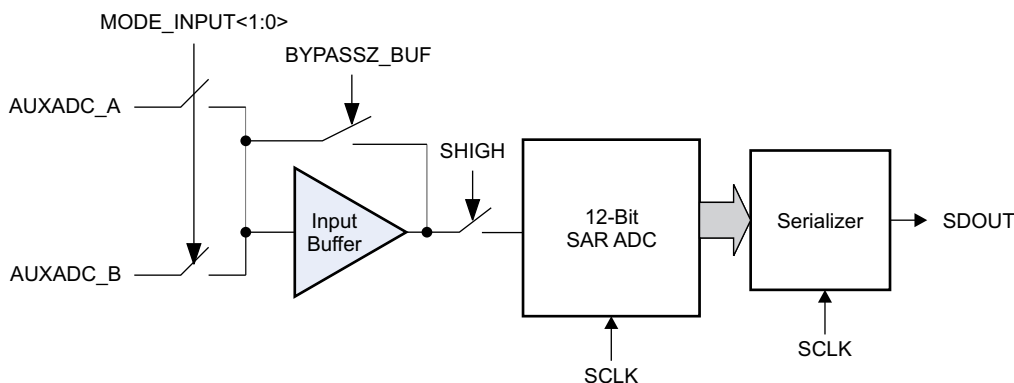 MODE_INPUT<1:0>
BYPASSZ_BUF
AUXADC_A
SHIGH
Input
Buffer
12-Bit
SAR ADC
Serializer
SDOUT
AUXADC_B
SCLK
SCLK